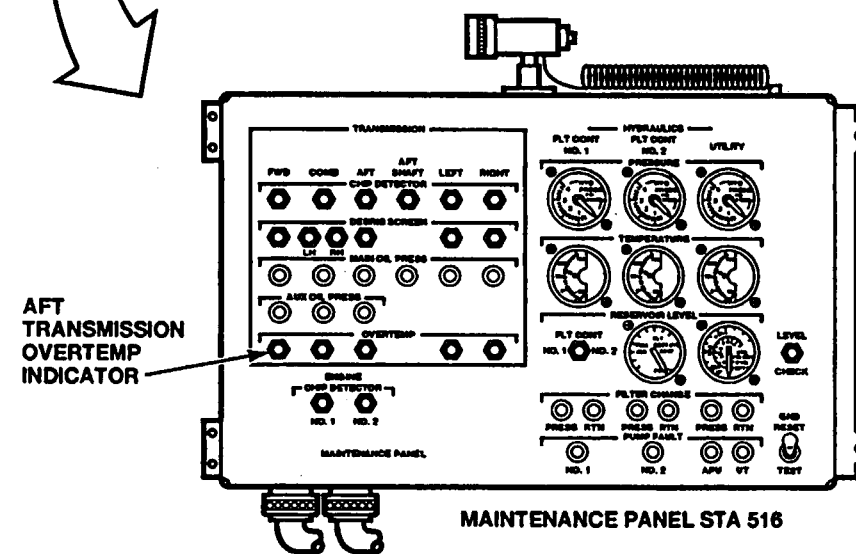 TRANSMISSION
FWD COMB AFT AFT SHAFT LEFT RIGHT
CHIP DETECTOR
DEBRIS SCREEN
LH RH
MAIN OIL PRESS
AUX OIL PRESS
OVERTEMP
AFT
TRANSMISSION
OVERTEMP
INDICATOR
ENGINE
CHIP DETECTOR
NO. 1 NO. 2
MAINTENANCE PANEL
HYDRAULICS
FLT CONT NO. 1
FLT CONT NO. 2
UTILITY
PRESSURE
TEMPERATURE
RESERVOIR LEVEL
FLT CONT
NO. 1 NO. 2
LEVEL
CHECK
FILTER CHANGE
PRESS RTN PRESS RTN PRESS RTN
PUMP FAULT
NO. 1 NO. 2 APU UT
GND
RESET
TEST
MAINTENANCE PANEL STA 516